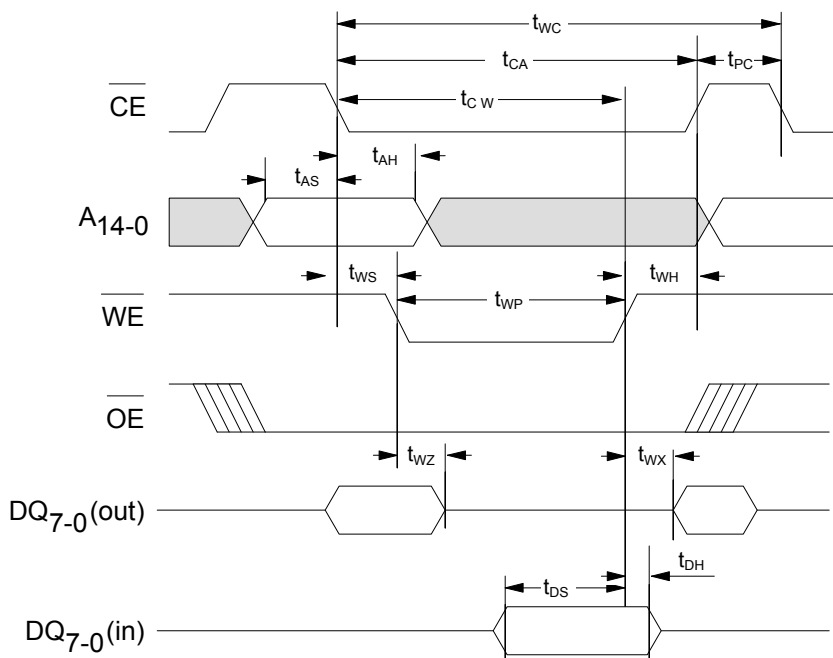 tWC
tCA
tPC
CE
tC W
tAH
tAS
A14-0
tWS
tWH
WE
tWP
OE
tWZ
tWX
DQ7-0(out)
tDH
tDS
DQ7-0(in)